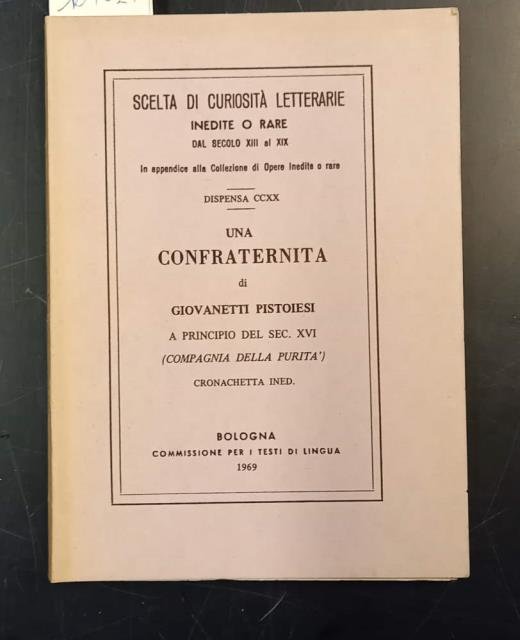 SCELTA DI CURIOSITÀ LETTERARIE
INEDITE O RARE
DAL SECOLO XIII al XIX
In appendice alla Collezione di Opere Inedite o rare
DISPENSA CCXX
UNA
CONFRATERNITA
di
GIOVANETTI PISTOIESI
A PRINCIPIO DEL SEC. XVI
(COMPAGNIA DELLA PURITA')
CRONACHETTA INED.
BOLOGNA
COMMISSIONE PER I TESTI DI LINGUA
1969